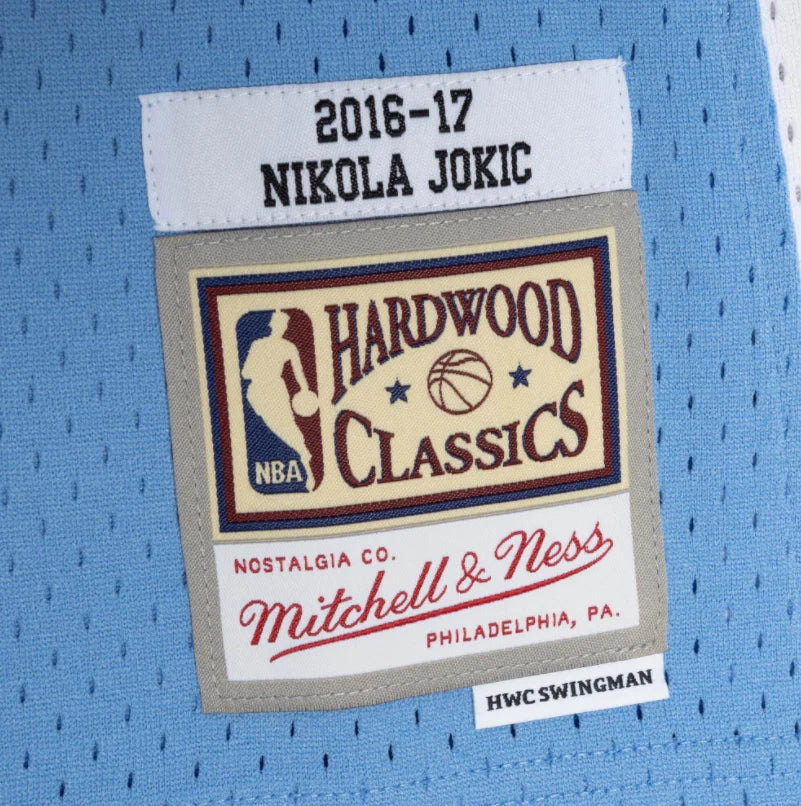 2016-17
NIKOLA JOKIC
HARDWOOD
CLASSICS
NBA
NOSTALGIA CO.
Mitchell & Ness
PHILADELPHIA, PA.
HWC SWINGMAN